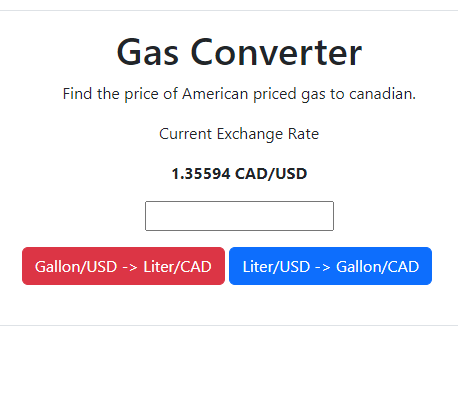 Gas Converter
Find the price of American priced gas to canadian.
Current Exchange Rate
1.35594 CAD/USD
Gallon/USD -> Liter/CAD
Liter/USD -> Gallon/CAD